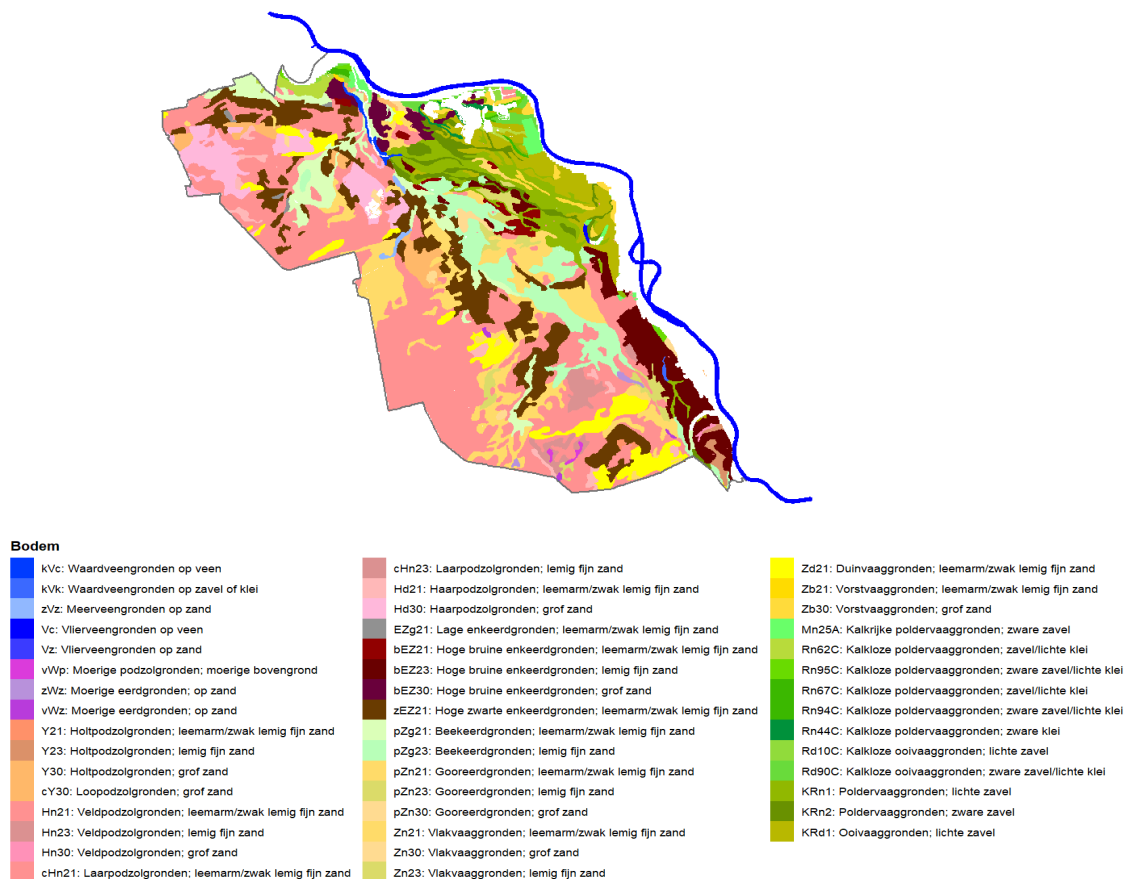 Bodem
kVc: Waardveengronden op veen
kVk: Waardveengronden op zavel of klei
zVz: Meerveengronden op zand
Vc: Vlierveengronden op veen
Vz: Vlierveengronden op zand
vWp: Moerige podzolgronden; moerige bovengrond
zWz: Moerige eerdgronden; op zand
vWz: Moerige eerdgronden; op zand
Y21: Holtpodzolgronden; leemarm/zwak lemig fijn zand
Y23: Holtpodzolgronden; lemig fijn zand
Y30: Holtpodzolgronden; grof zand
cY30: Loopodzolgronden; grof zand
Hn21: Veldpodzolgronden; leemarm/zwak lemig fijn zand
Hn23: Veldpodzolgronden; lemig fijn zand
Hn30: Veldpodzolgronden; grof zand
cHn21: Laarpodzolgronden; leemarm/zwak lemig fijn zand
cHn23: Laarpodzolgronden; lemig fijn zand
Hd21: Haarpodzolgronden; leemarm/zwak lemig fijn zand
Hd30: Haarpodzolgronden; grof zand
EZg21: Lage enkeerdgronden; leemarm/zwak lemig fijn zand
bEZ21: Hoge bruine enkeerdgronden; leemarm/zwak lemig fijn zand
bEZ23: Hoge bruine enkeerdgronden; lemig fijn zand
bEZ30: Hoge bruine enkeerdgronden; grof zand
zEZ21: Hoge zwarte enkeerdgronden; leemarm/zwak lemig fijn zand
pZg21: Beekeerdgronden; leemarm/zwak lemig fijn zand
pZg23: Beekeerdgronden; lemig fijn zand
pZn21: Gooreerdgronden; leemarm/zwak lemig fijn zand
pZn23: Gooreerdgronden; lemig fijn zand
pZn30: Gooreerdgronden; grof zand
Zn21: Vlakvaaggronden; leemarm/zwak lemig fijn zand
Zn30: Vlakvaaggronden; grof zand
Zn23: Vlakvaaggronden; lemig fijn zand
Zd21: Duinvaaggronden; leemarm/zwak lemig fijn zand
Zb21: Vorstvaaggronden; leemarm/zwak lemig fijn zand
Zb30: Vorstvaaggronden; grof zand
Mn25A: Kalkrijke poldervaaggronden; zware zavel
Rn62C: Kalkloze poldervaaggronden; zavel/lichte klei
Rn95C: Kalkloze poldervaaggronden; zware zavel/lichte klei
Rn67C: Kalkloze poldervaaggronden; zavel/lichte klei
Rn94C: Kalkloze poldervaaggronden; zware zavel/lichte klei
Rn44C: Kalkloze poldervaaggronden; zware klei
Rd10C: Kalkloze ooivaaggronden; lichte zavel
Rd90C: Kalkloze ooivaaggronden; zware zavel/lichte klei
KRn1: Poldervaaggronden; lichte zavel
KRn2: Poldervaaggronden; zware zavel
KRd1: Ooivaaggronden; lichte zavel